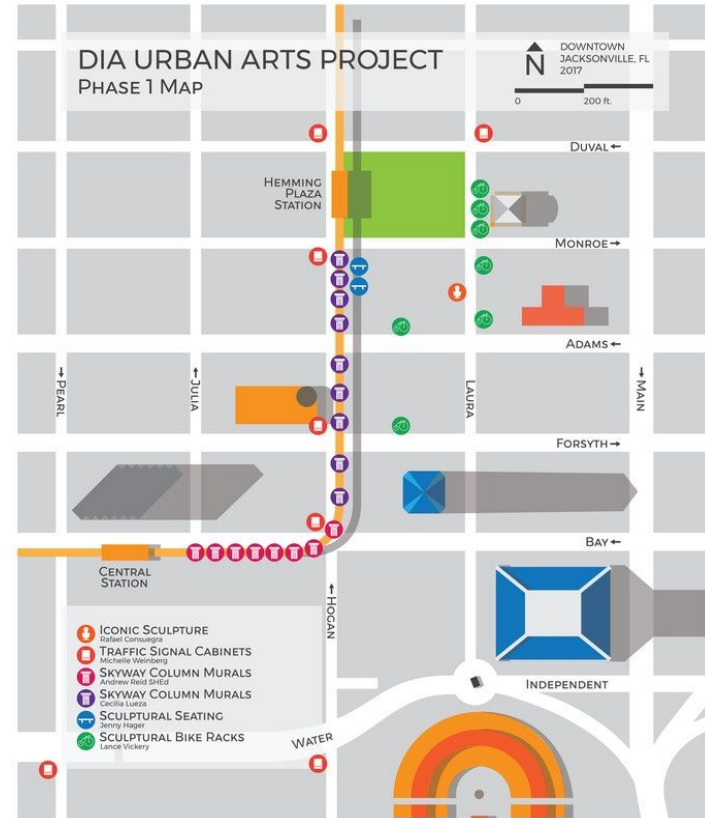 DIA URBAN ARTS PROJECT
PHASE 1 MAP
N
DOWNTOWN
JACKSONVILLE, FL
2017
0 200 ft.
DUVAL←
HEMMING
PLAZA
STATION
MONROE→
ADAMS←
→PEARL
←JULIA
LAURA
→MAIN
FORSYTH→
BAY←
CENTRAL
STATION
←HOGAN
ICONIC SCULPTURE
Rafael Consuegra
TRAFFIC SIGNAL CABINETS
Michelle Weinberg
SKYWAY COLUMN MURALS
Andrew Reid SHEd
SKYWAY COLUMN MURALS
Cecilia Lueza
SCULPTURAL SEATING
Jenny Hager
SCULPTURAL BIKE RACKS
Lance Vickery
INDEPENDENT
WATER